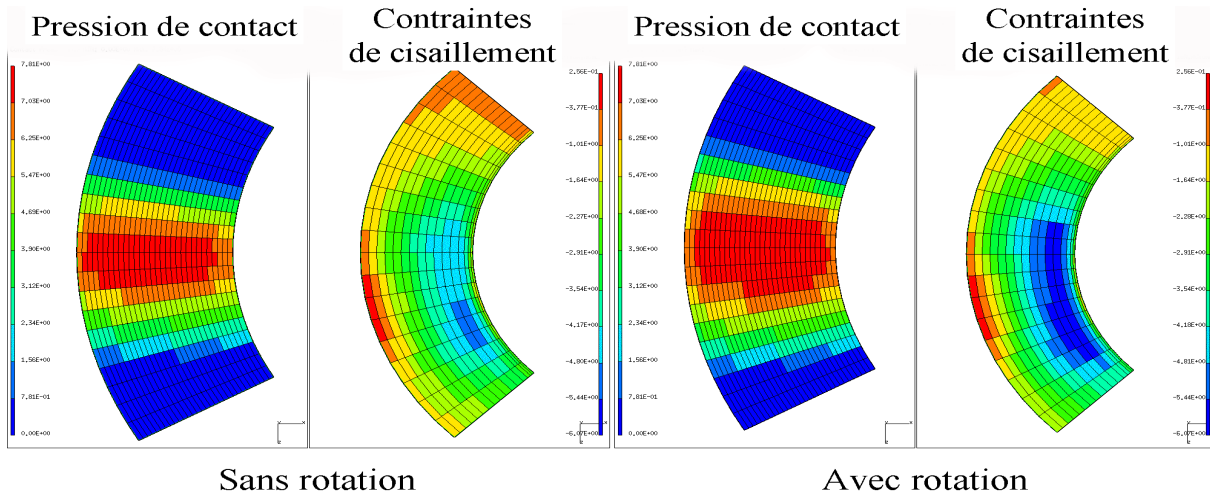 Pression de contact
Contraintes
de cisaillement
Pression de contact
Contraintes
de cisaillement
7.81E+00
7.03E+00
6.25E+00
5.47E+00
4.69E+00
3.90E+00
3.12E+00
2.34E+00
1.56E+00
7.81E-01
0.00E+00
2.56E-01
-3.77E-01
-1.01E+00
-1.64E+00
-2.27E+00
-2.91E+00
-3.54E+00
-4.17E+00
-4.80E+00
-5.44E+00
-6.07E+00
7.81E+00
7.03E+00
6.25E+00
5.47E+00
4.69E+00
3.90E+00
3.12E+00
2.34E+00
1.56E+00
7.81E-01
0.00E+00
2.56E-01
-3.77E-01
-1.01E+00
-1.64E+00
-2.28E+00
-2.91E+00
-3.54E+00
-4.18E+00
-4.81E+00
-5.44E+00
-6.07E+00
Sans rotation
Avec rotation